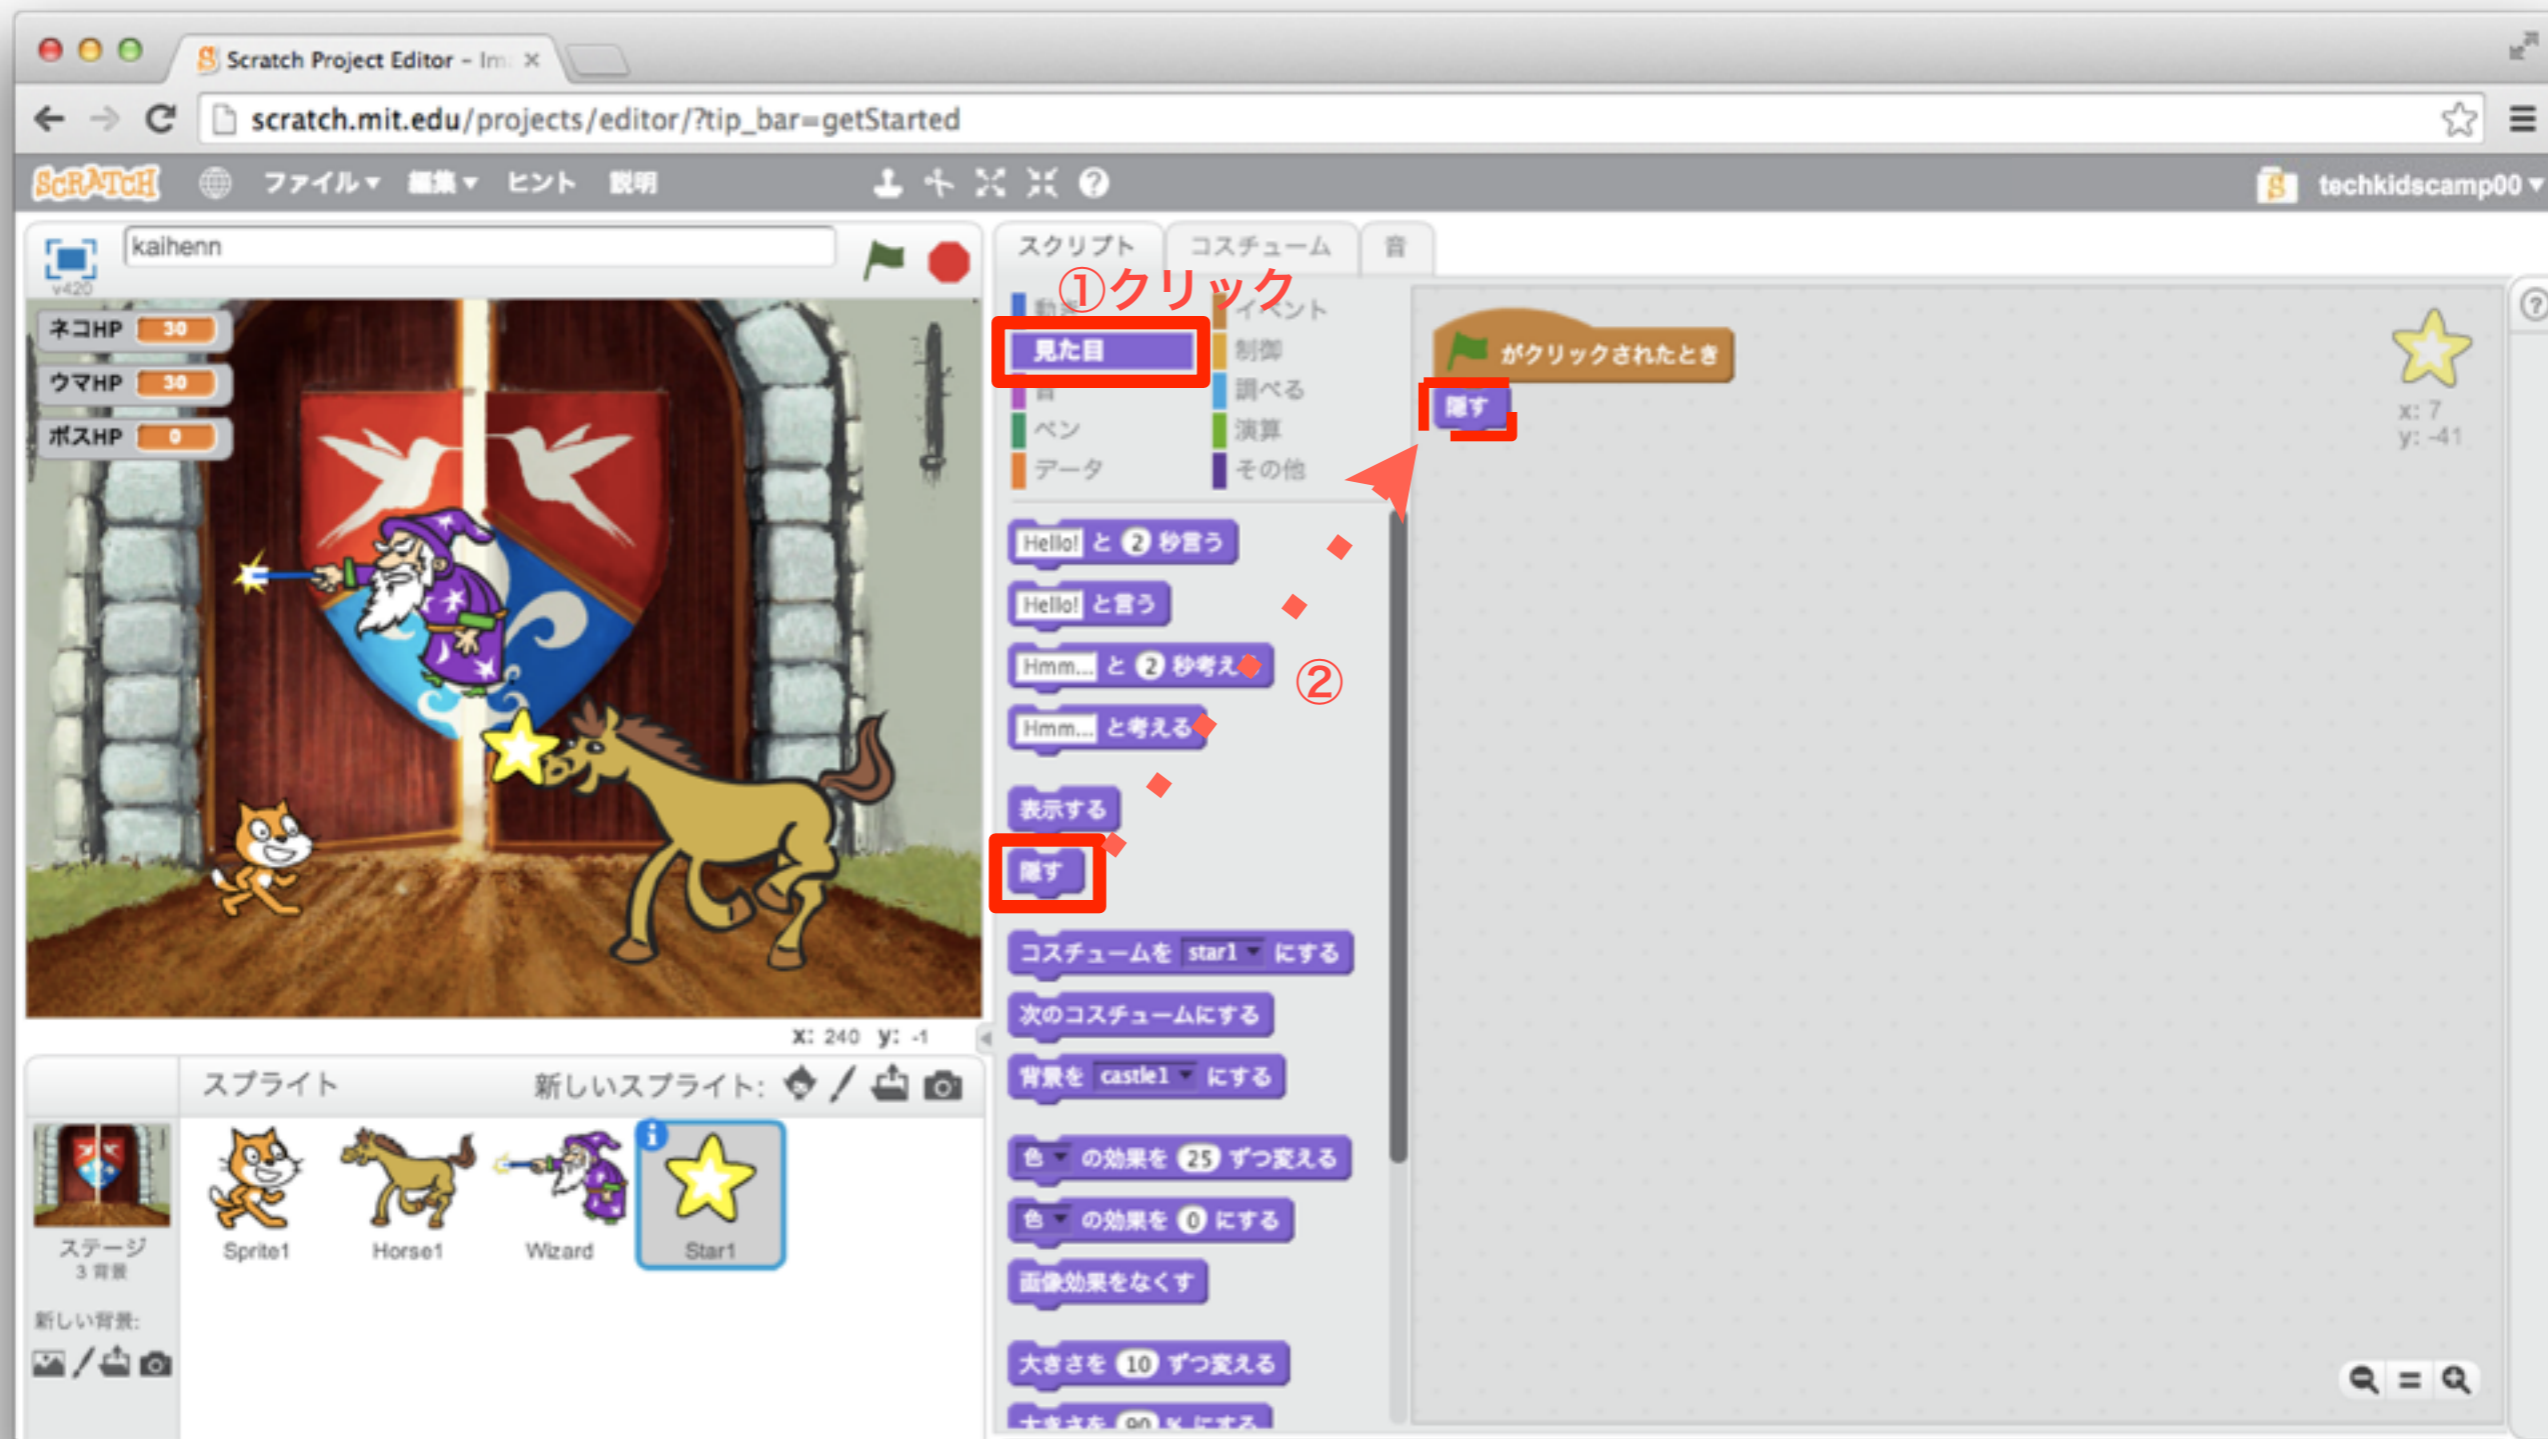 Scratch Project Editor - Im
scratch.mit.edu/projects/editor/?tip_bar=getStarted
SCRATCH ファイル 編集 ヒント 説明 techkidscamp00
kaihenn
v420
スクリプト コスチューム 音
①クリック
ネコHP 30
ウマHP 30
ボスHP 0
動き イベント
見た目 制御
音 調べる
ペン 演算
データ その他
がクリックされたとき
隠す
x: 7
y: -41
Hello! と 2 秒言う
Hello! と言う
Hmm... と 2 秒考え
②
Hmm... と考える
表示する
隠す
コスチュームを star1 にする
次のコスチュームにする
背景を castle1 にする
色 の効果を 25 ずつ変える
色 の効果を 0 にする
画像効果をなくす
大きさを 10 ずつ変える
大きさを 90 % にする
x: 240 y: -1
スプライト 新しいスプライト:
Sprite1 Horse1 Wizard Star1
ステージ
3 背景
新しい背景: